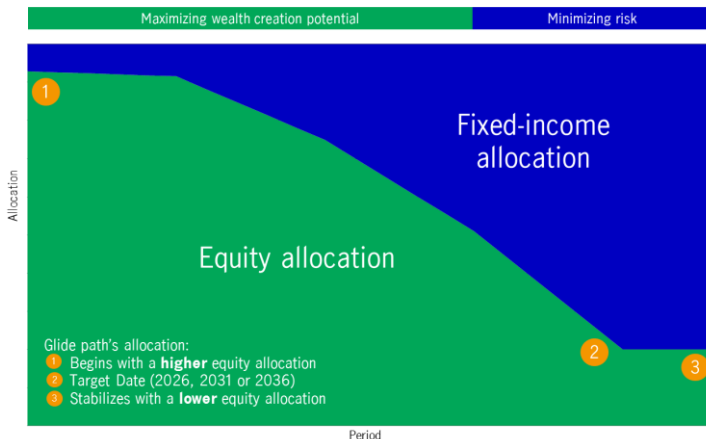 Maximizing wealth creation potential
Minimizing risk
1
Fixed-income
allocation
Allocation
Equity allocation
Glide path's allocation:
1 Begins with a higher equity allocation
2 Target Date (2026, 2031 or 2036)
3 Stabilizes with a lower equity allocation
2
3
Period